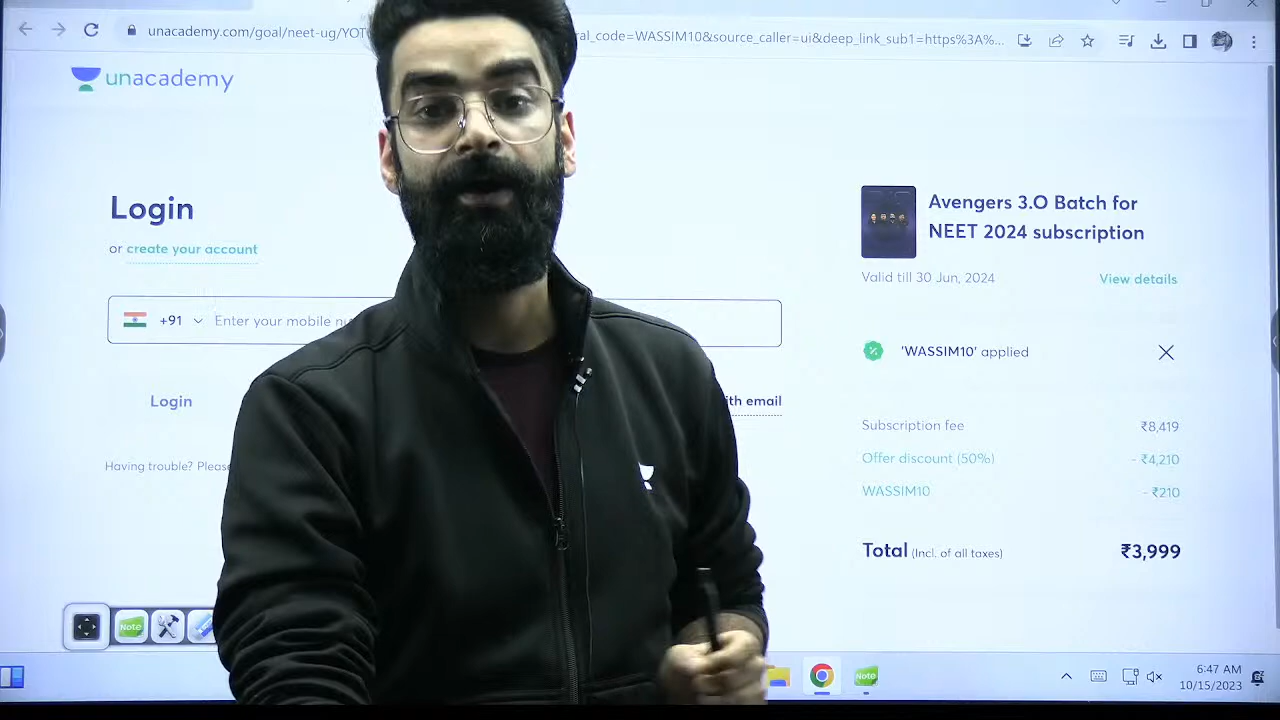 unacademy.com/goal/neet-ug/YOT
ral_code=WASSIM10&source_caller=ui&deep_link_sub1=https%3A%...
unacademy
Login
or create your account
+91 Enter your mobile
Login
ith email
Having trouble?
Avengers 3.O Batch for
NEET 2024 subscription
Valid till 30 Jun, 2024 View details
'WASSIM10' applied
Subscription fee ₹8,419
Offer discount (50%) - ₹4,210
WASSIM10 - ₹210
Total (Incl. of all taxes) ₹3,999
Note
Note
6:47 AM
10/15/2023